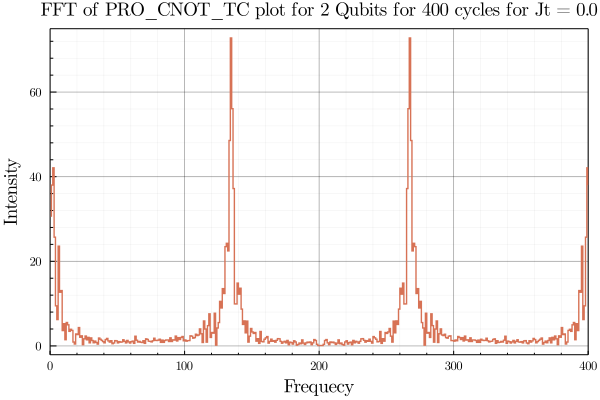 FFT of PRO_CNOT_TC plot for 2 Qubits for 400 cycles for Jt = 0.0
Intensity
60
40
20
0
0 100 200 300 400
Frequecy